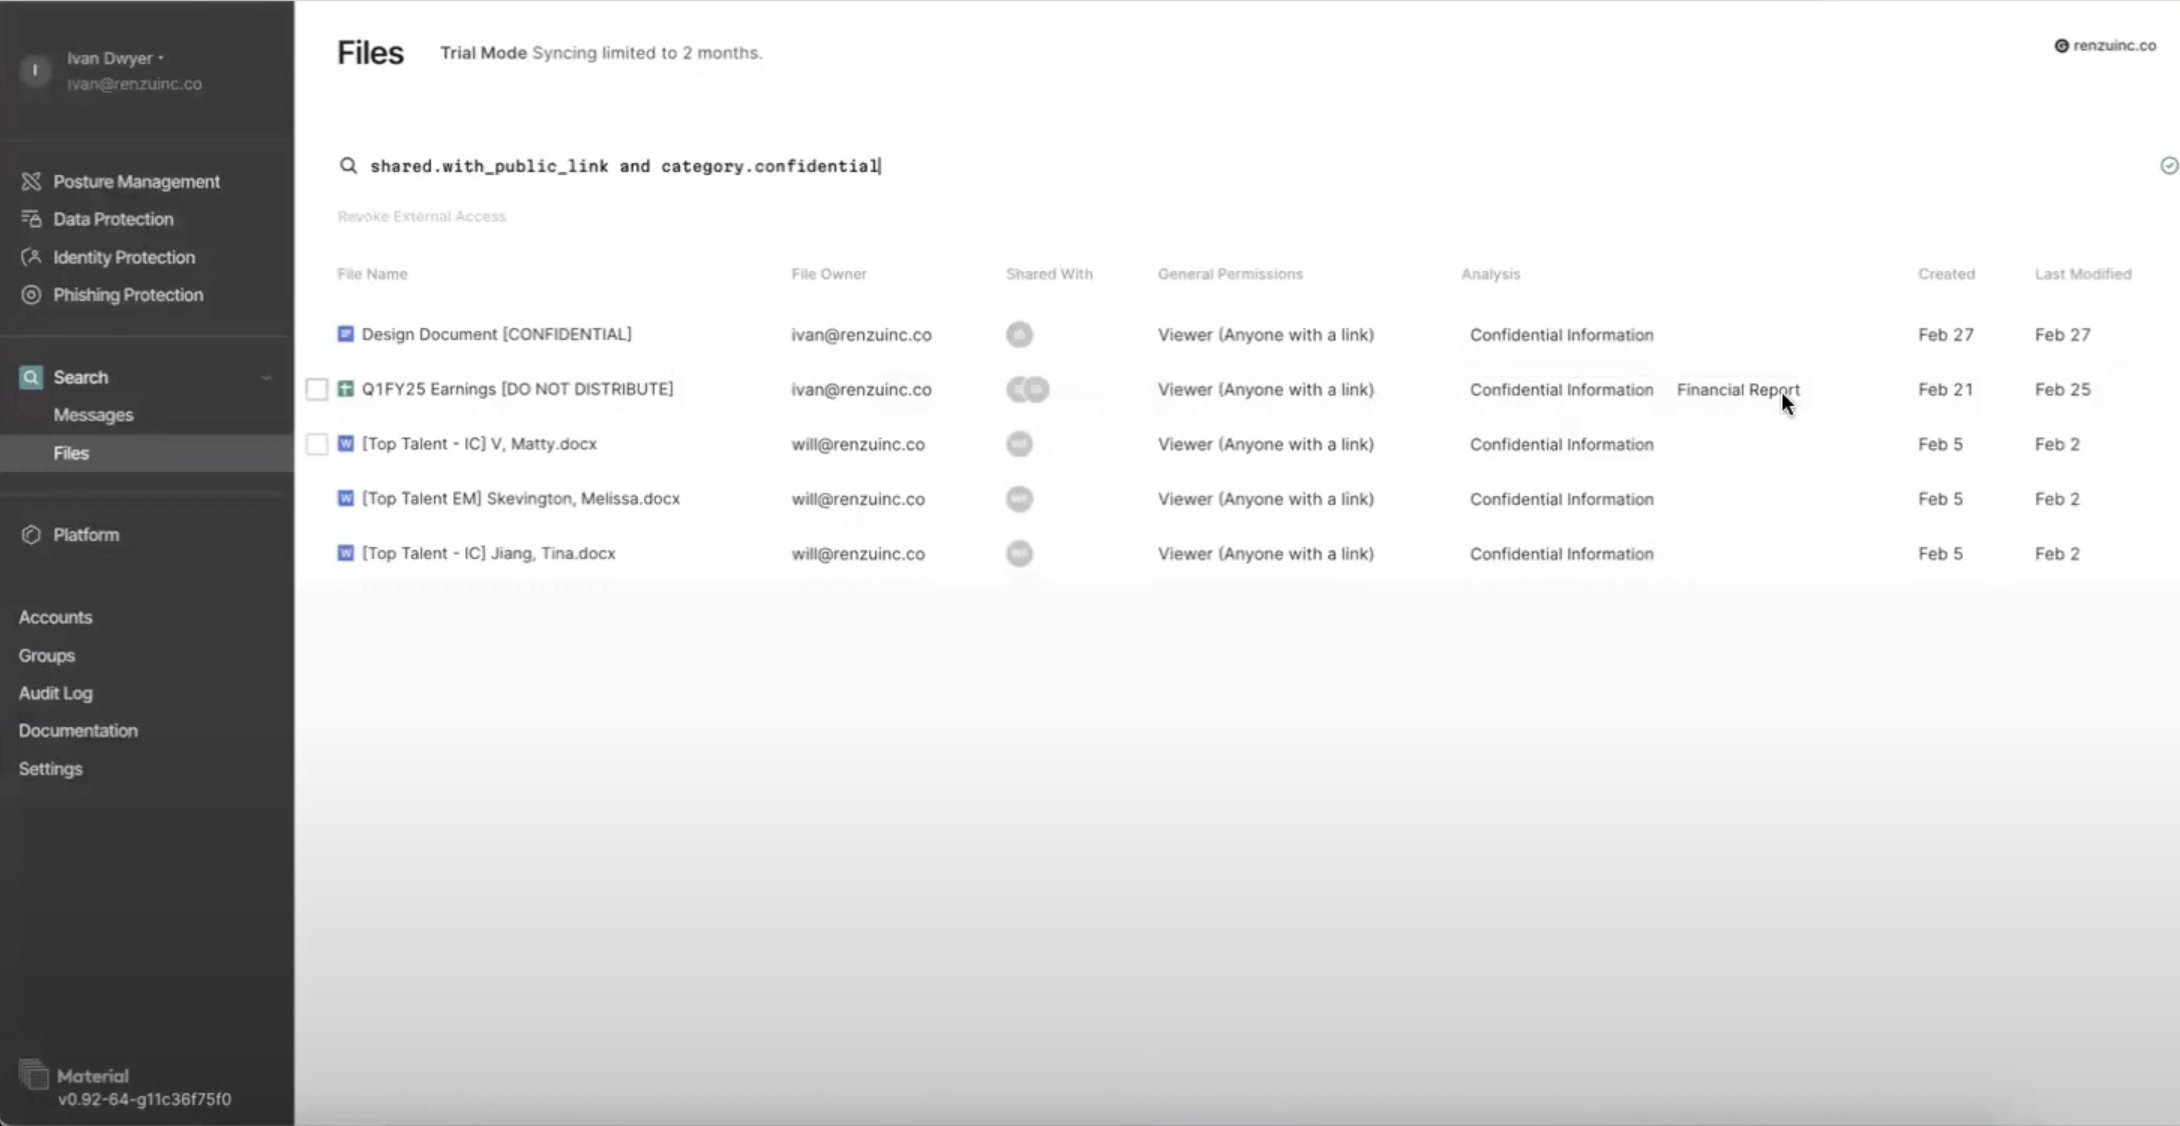 Ivan Dwyer
ivan@renzuinc.co
I
Posture Management
Data Protection
Identity Protection
Phishing Protection
Search
Messages
Files
Platform
Accounts
Groups
Audit Log
Documentation
Settings
Material
v0.92-64-g11c36f75f0
Files Trial Mode Syncing limited to 2 months. renzuinc.co
shared.with_public_link and category.confidential
Revoke External Access
File Name File Owner Shared With General Permissions Analysis Created Last Modified
Design Document [CONFIDENTIAL] ivan@renzuinc.co Viewer (Anyone with a link) Confidential Information Feb 27 Feb 27
Q1FY25 Earnings [DO NOT DISTRIBUTE] ivan@renzuinc.co Viewer (Anyone with a link) Confidential Information Financial Report Feb 21 Feb 25
[Top Talent - IC] V, Matty.docx will@renzuinc.co Viewer (Anyone with a link) Confidential Information Feb 5 Feb 2
[Top Talent EM] Skevington, Melissa.docx will@renzuinc.co Viewer (Anyone with a link) Confidential Information Feb 5 Feb 2
[Top Talent - IC] Jiang, Tina.docx will@renzuinc.co Viewer (Anyone with a link) Confidential Information Feb 5 Feb 2